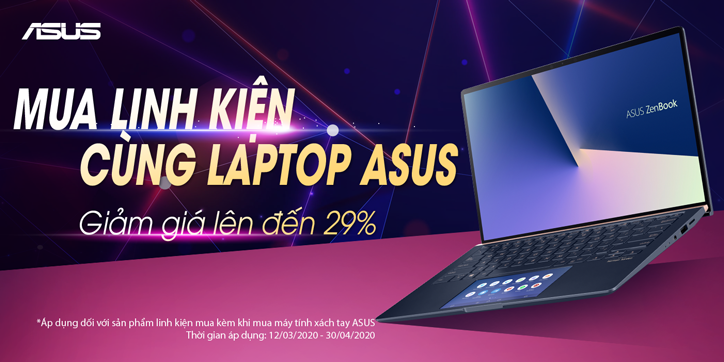 ASUS
MUA LINH KIỆN
CÙNG LAPTOP ASUS
Giảm giá lên đến 29%
ASUS ZenBook
*Áp dụng đối với sản phẩm linh kiện mua kèm khi mua máy tính xách tay ASUS
Thời gian áp dụng: 12/03/2020 - 30/04/2020